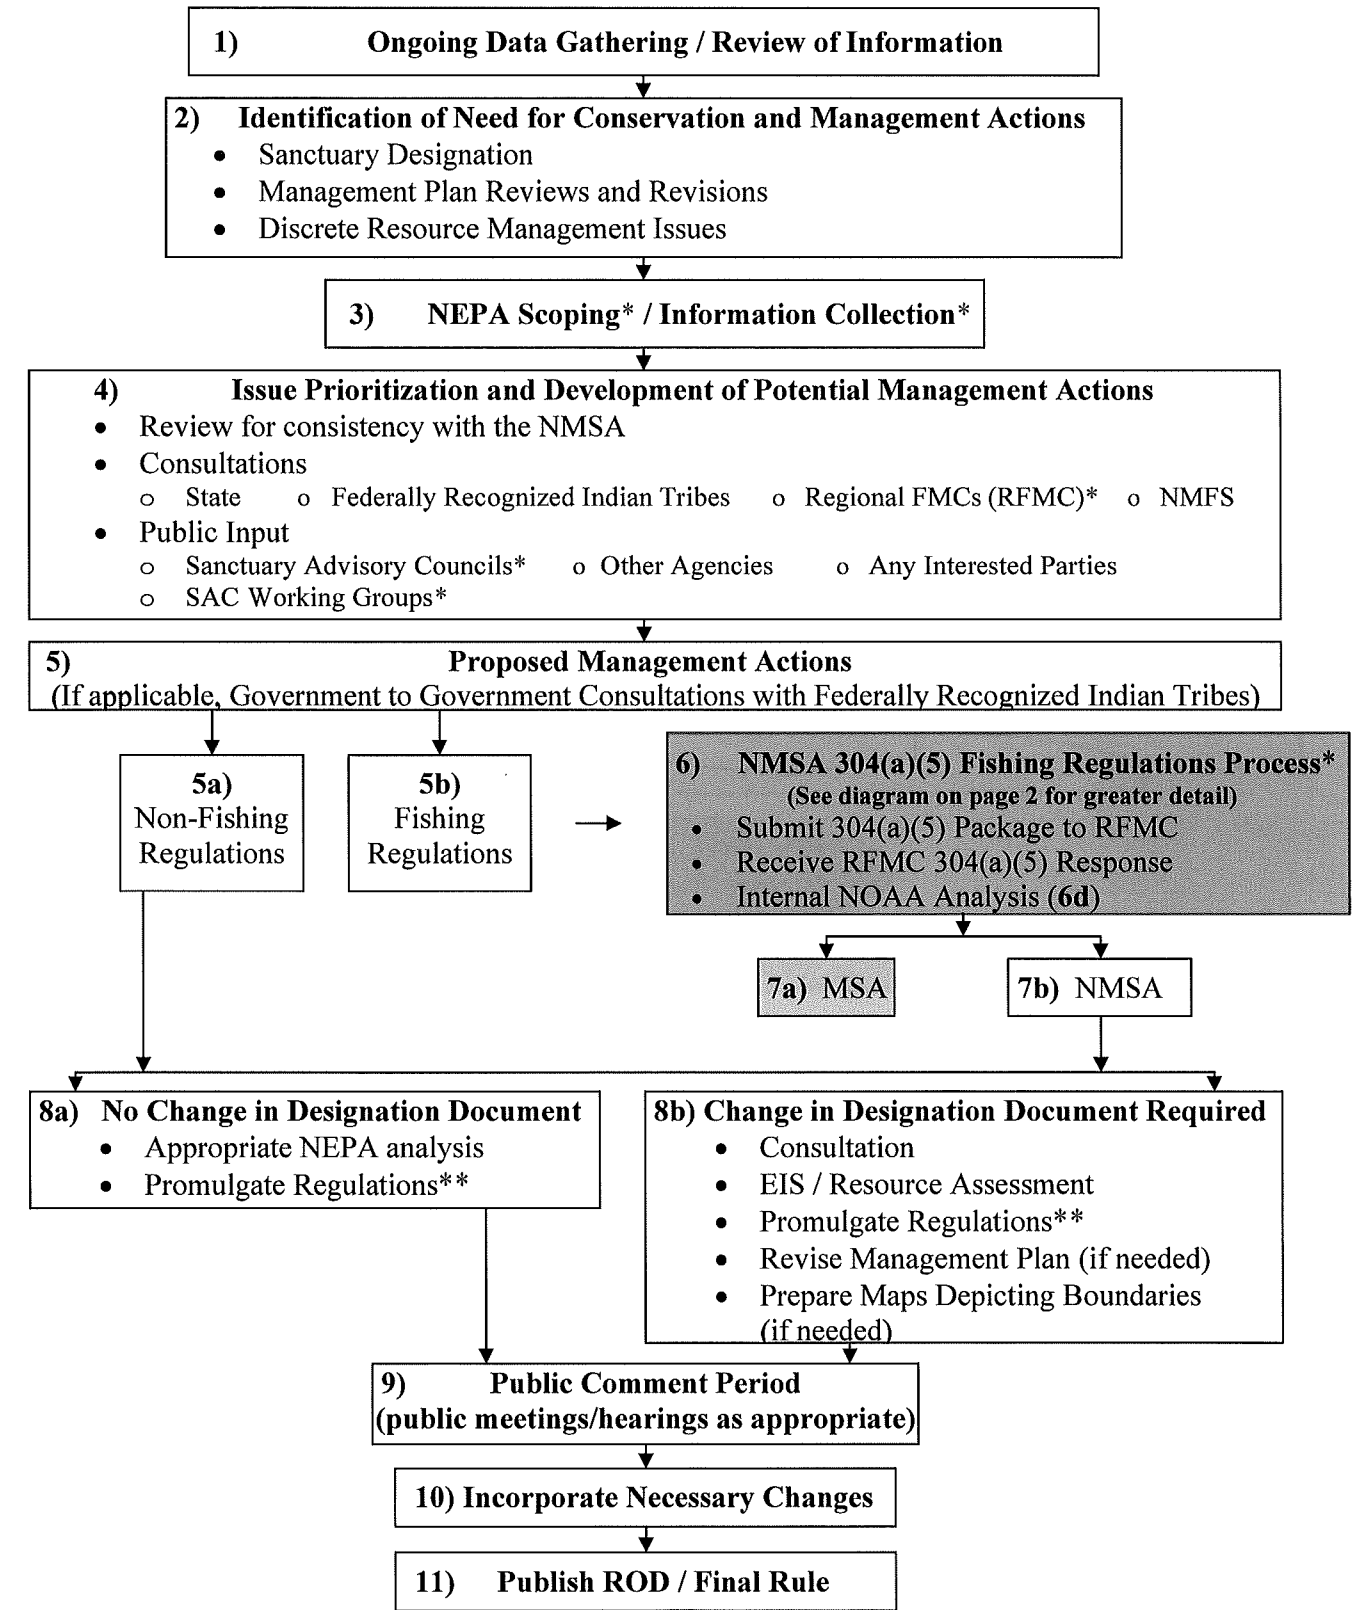 1) Ongoing Data Gathering / Review of Information
2) Identification of Need for Conservation and Management Actions
• Sanctuary Designation
• Management Plan Reviews and Revisions
• Discrete Resource Management Issues
3) NEPA Scoping* / Information Collection*
4) Issue Prioritization and Development of Potential Management Actions
• Review for consistency with the NMSA
• Consultations
o State o Federally Recognized Indian Tribes o Regional FMCs (RFMC)* o NMFS
• Public Input
o Sanctuary Advisory Councils* o Other Agencies o Any Interested Parties
o SAC Working Groups*
5) Proposed Management Actions
(If applicable, Government to Government Consultations with Federally Recognized Indian Tribes)
5a)
Non-Fishing
Regulations
5b)
Fishing
Regulations
6) NMSA 304(a)(5) Fishing Regulations Process*
(See diagram on page 2 for greater detail)
• Submit 304(a)(5) Package to RFMC
• Receive RFMC 304(a)(5) Response
• Internal NOAA Analysis (6d)
7a) MSA
7b) NMSA
8a) No Change in Designation Document
• Appropriate NEPA analysis
• Promulgate Regulations**
8b) Change in Designation Document Required
• Consultation
• EIS / Resource Assessment
• Promulgate Regulations**
• Revise Management Plan (if needed)
• Prepare Maps Depicting Boundaries
(if needed)
9) Public Comment Period
(public meetings/hearings as appropriate)
10) Incorporate Necessary Changes
11) Publish ROD / Final Rule